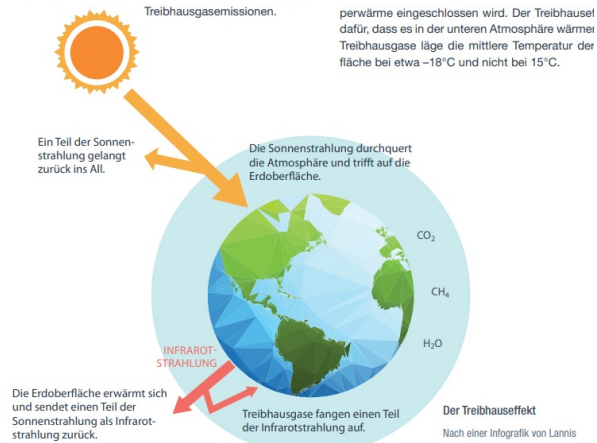 Treibhausgasemissionen.
perwärme eingeschlossen wird. Der
dafür, dass es in der unteren Atmosphäre
Treibhausgase läge die mittlere Temperatur der
fläche bei etwa –18°C und nicht bei 15°C.
Ein Teil der Sonnen-
strahlung gelangt
zurück ins All.
Die Sonnenstrahlung durchquert
die Atmosphäre und trifft auf die
Erdoberfläche.
CO₂
CH₄
H₂O
INFRAROT-
STRAHLUNG
Die Erdoberfläche erwärmt sich
und sendet einen Teil der
Sonnenstrahlung als Infrarot-
strahlung zurück.
Treibhausgase fangen einen Teil
der Infrarotstrahlung auf.
Der Treibhauseffekt
Nach einer Infografik von Lannis